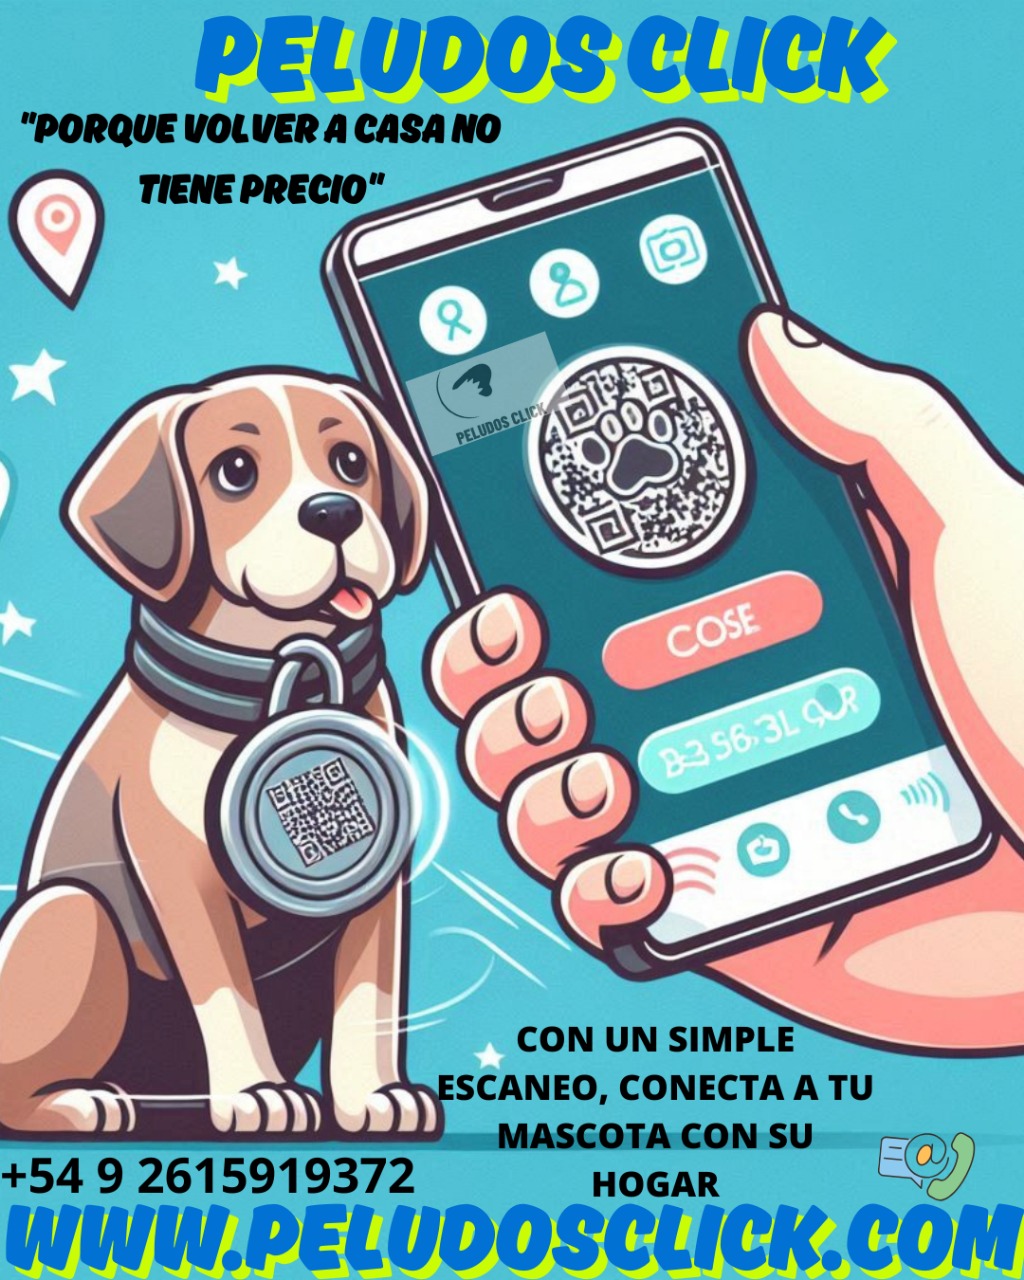 PELUDOS CLICK
"PORQUE VOLVER A CASA NO
TIENE PRECIO"
PELUDOS CLICK
COSE
CON UN SIMPLE
ESCANEO, CONECTA A TU
MASCOTA CON SU
HOGAR
+54 9 2615919372
WWW.PELUDOSCLICK.COM